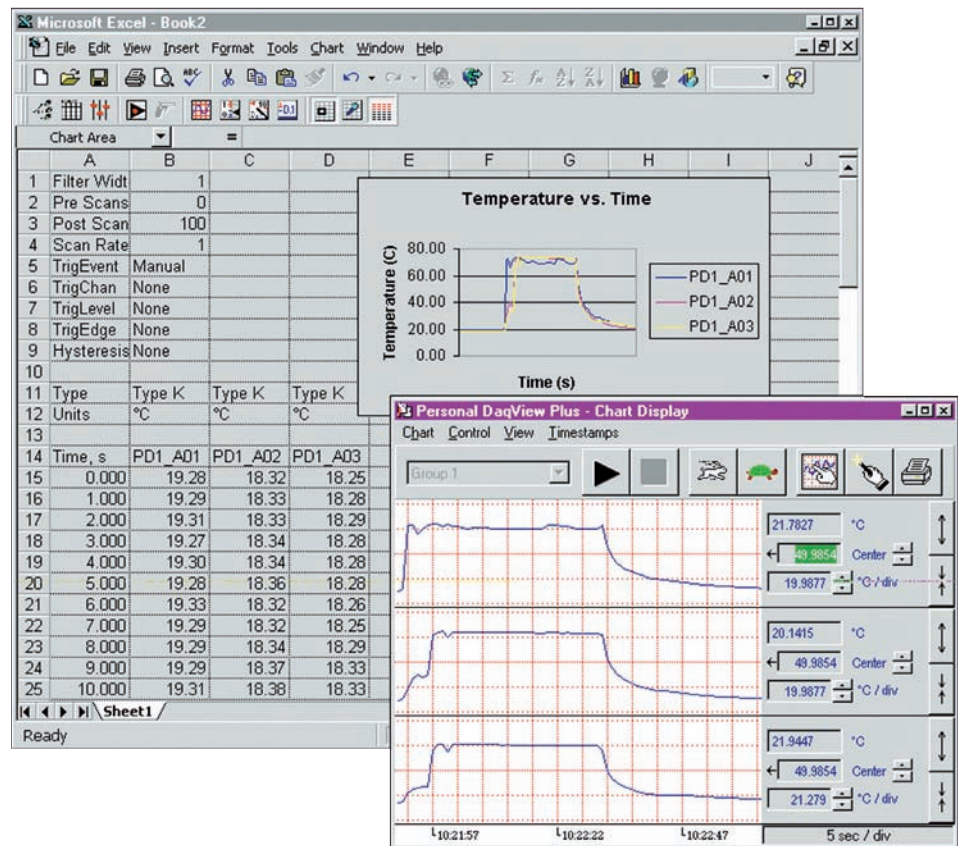 Microsoft Excel - Book2
File Edit View Insert Format Tools Chart Window Help
Chart Area =
A B C D E F G H I J
1 Filter Widt 1
2 Pre Scans 0
3 Post Scan 100
4 Scan Rate 1
5 TrigEvent Manual
6 TrigChan None
7 TrigLevel None
8 TrigEdge None
9 Hysteresis None
10
11 Type Type K Type K Type K
12 Units °C °C °C
13
14 Time, s PD1_A01 PD1_A02 PD1_A03
15 0.000 19.28 18.32 18.25
16 1.000 19.29 18.33 18.28
17 2.000 19.31 18.33 18.29
18 3.000 19.27 18.34 18.28
19 4.000 19.30 18.34 18.28
20 5.000 19.28 18.36 18.28
21 6.000 19.33 18.32 18.26
22 7.000 19.29 18.32 18.25
23 8.000 19.29 18.34 18.29
24 9.000 19.29 18.37 18.33
25 10.000 19.31 18.38 18.33
Sheet1
Ready
Temperature vs. Time
Temperature (C)
80.00
60.00
40.00
20.00
0.00
Time (s)
PD1_A01
PD1_A02
PD1_A03
Personal DaqView Plus - Chart Display
Chart Control View Timestamps
Group 1
21.7827 °C
49.9854 Center
19.9877 °C / div
20.1415 °C
49.9854 Center
19.9877 °C / div
21.9447 °C
49.9854 Center
21.279 °C / div
10:21:57 10:22:22 10:22:47 5 sec / div